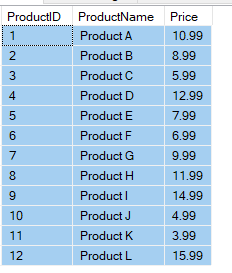 ProductID ProductName Price
1 Product A 10.99
2 Product B 8.99
3 Product C 5.99
4 Product D 12.99
5 Product E 7.99
6 Product F 6.99
7 Product G 9.99
8 Product H 11.99
9 Product I 14.99
10 Product J 4.99
11 Product K 3.99
12 Product L 15.99